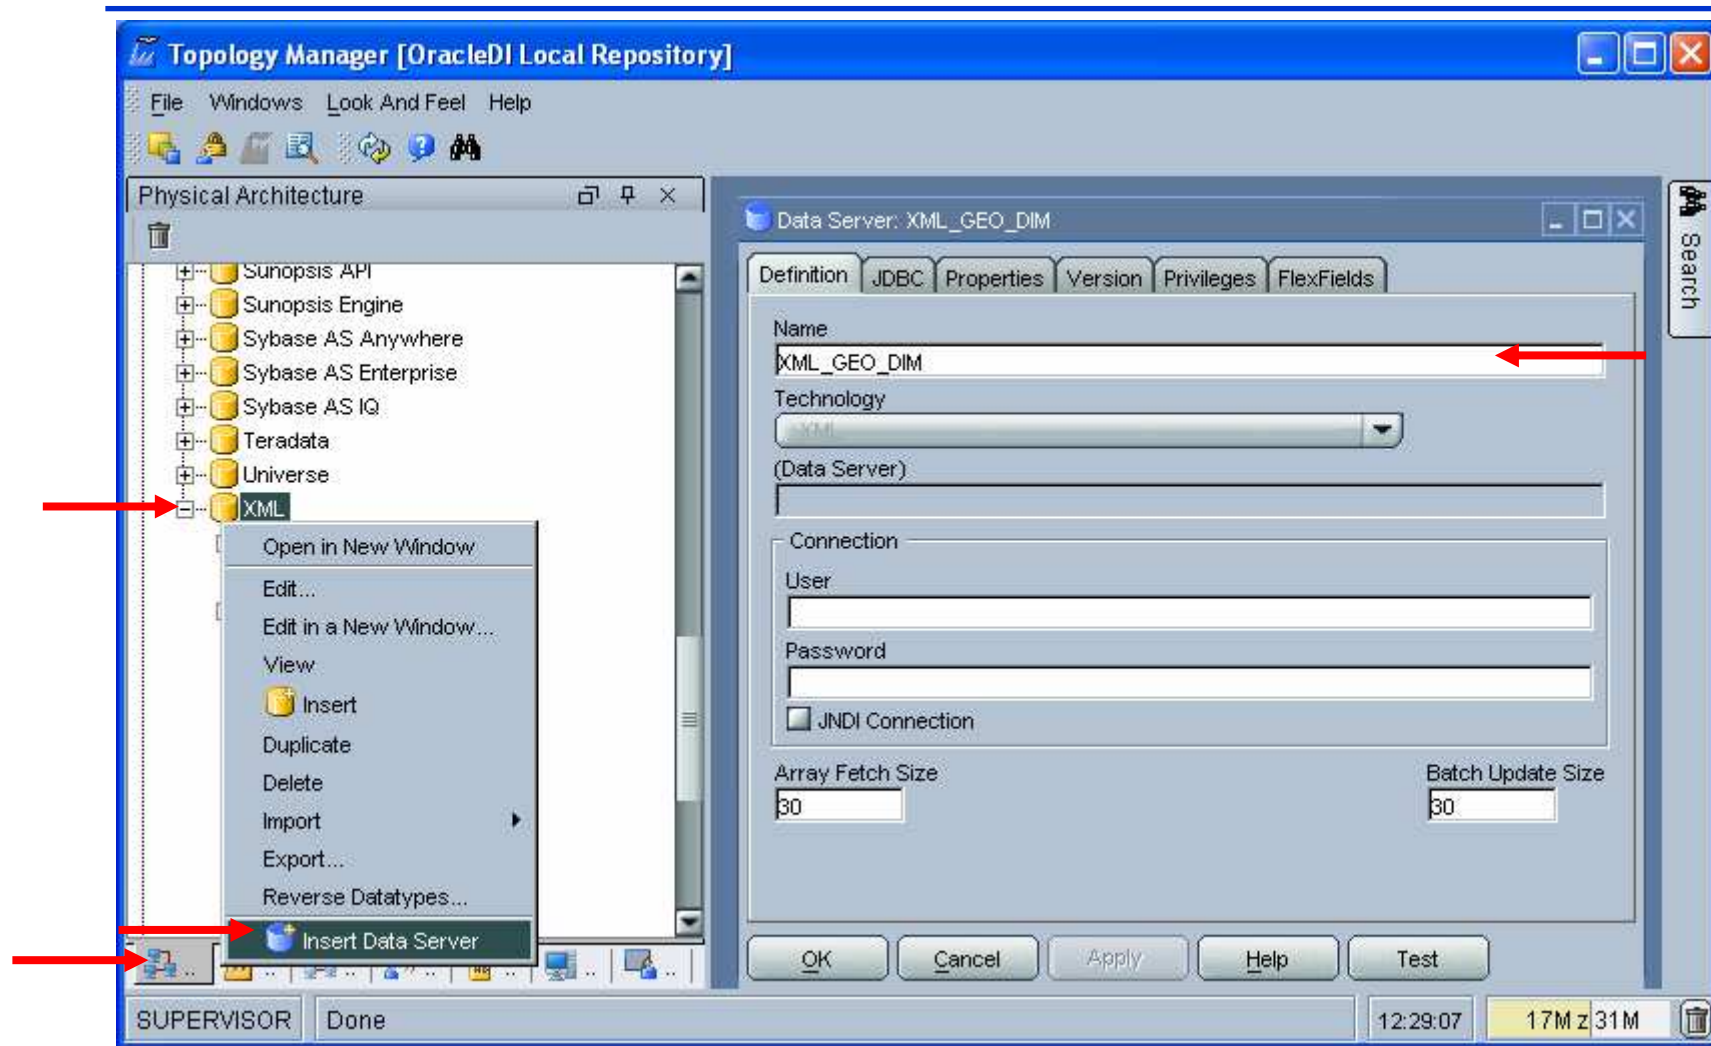 Topology Manager [OracleDI Local Repository]
File Windows Look And Feel Help
Physical Architecture
Sunopsis API
Sunopsis Engine
Sybase AS Anywhere
Sybase AS Enterprise
Sybase AS IQ
Teradata
Universe
XML
Open in New Window
Edit...
Edit in a New Window...
View
Insert
Duplicate
Delete
Import
Export...
Reverse Datatypes...
Insert Data Server
Data Server: XML_GEO_DIM
Definition JDBC Properties Version Privileges FlexFields
Name
XML_GEO_DIM
Technology
XML
(Data Server)
Connection
User
Password
JNDI Connection
Array Fetch Size Batch Update Size
30 30
OK Cancel Apply Help Test
Search
SUPERVISOR Done 12:29:07 17M z 31M